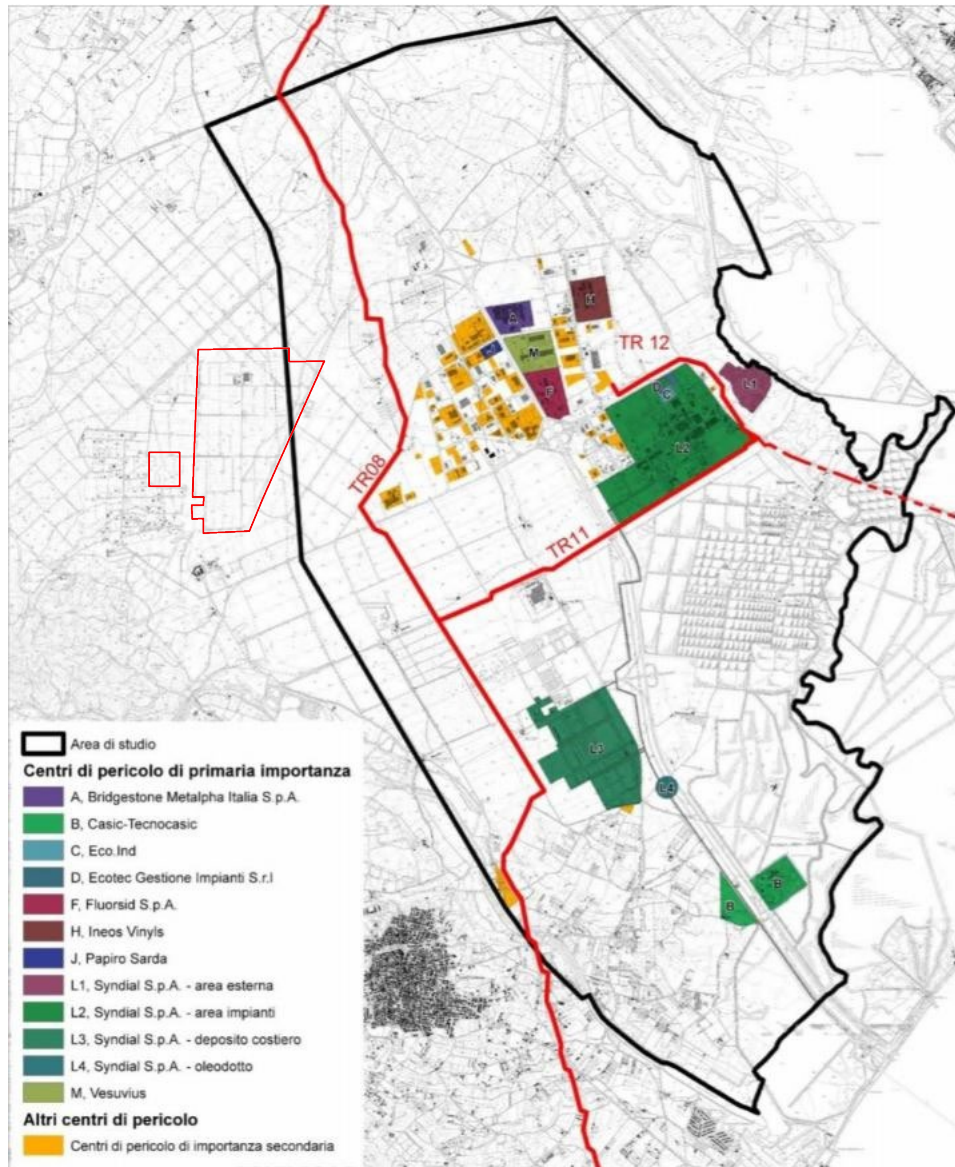 A
H
M
F
TR 12
D
C
L1
L2
TR08
TR11
L3
L4
B
B
Area di studio
Centri di pericolo di primaria importanza
A, Bridgestone Metalpha Italia S.p.A.
B, Casic-Tecnocasic
C, Eco.Ind
D, Ecotec Gestione Impianti S.r.l
F, Fluorsid S.p.A.
H, Ineos Vinyls
J, Papiro Sarda
L1, Syndial S.p.A. - area esterna
L2, Syndial S.p.A. - area impianti
L3, Syndial S.p.A. - deposito costiero
L4, Syndial S.p.A. - oleodotto
M, Vesuvius
Altri centri di pericolo
Centri di pericolo di importanza secondaria